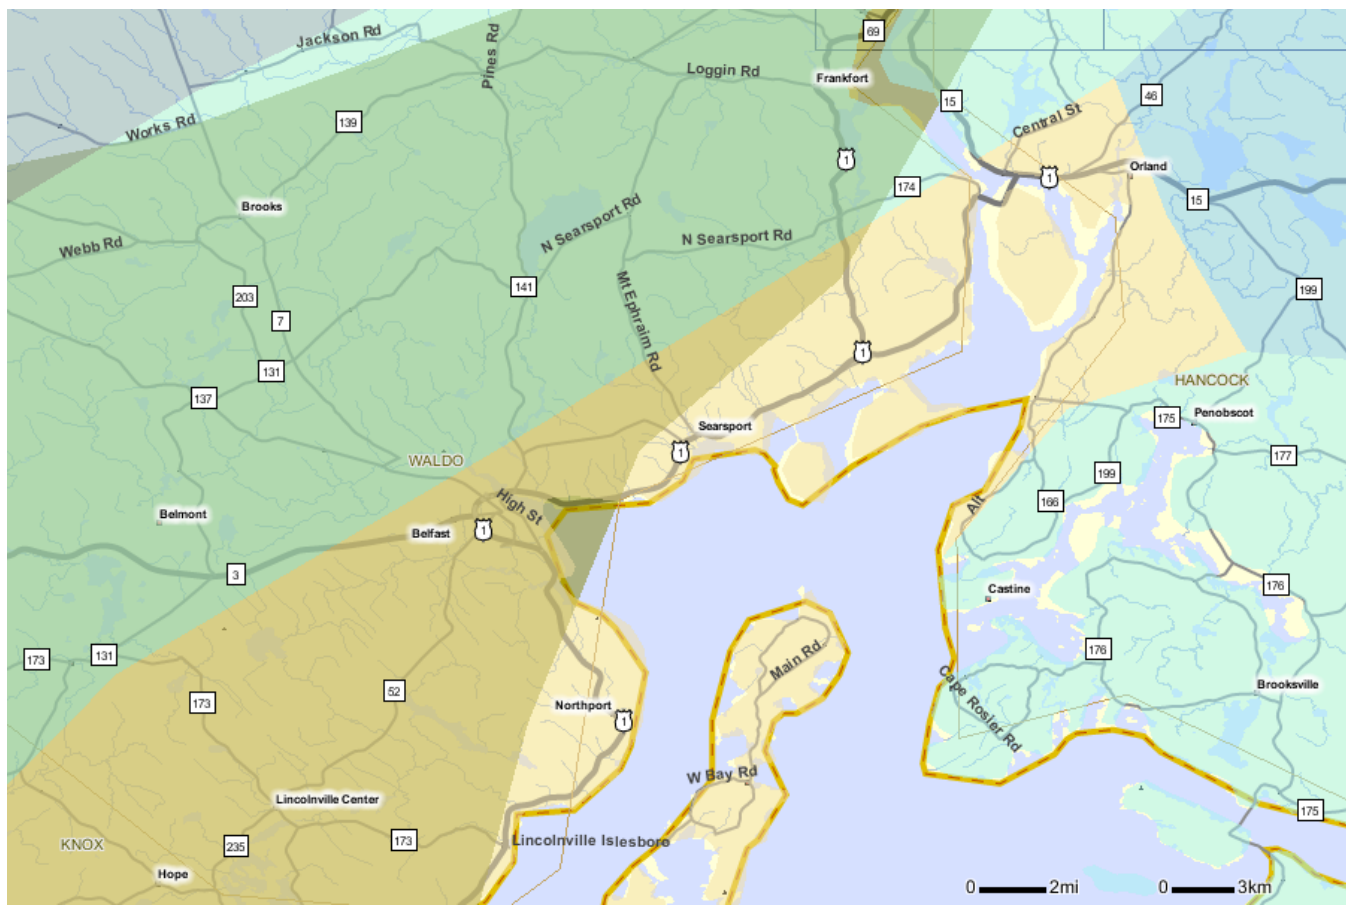 Jackson Rd
Pines Rd
69
Loggin Rd
Frankfort
15
46
Works Rd
139
Central St
1
1
Orland
174
15
Brooks
N Searsport Rd
N Searsport Rd
Webb Rd
203
7
141
199
Mt Ephraim Rd
1
131
137
HANCOCK
175
Penobscot
Searsport
1
WALDO
177
199
166
High St
Alt
Belmont
Belfast
1
3
Castine
176
173
131
176
Main Rd
52
173
Cape Rosier Rd
Brooksville
Northport
1
W Bay Rd
Lincolnville Center
175
KNOX
235
173
Lincolnville Islesboro
Hope
0 2mi 0 3km